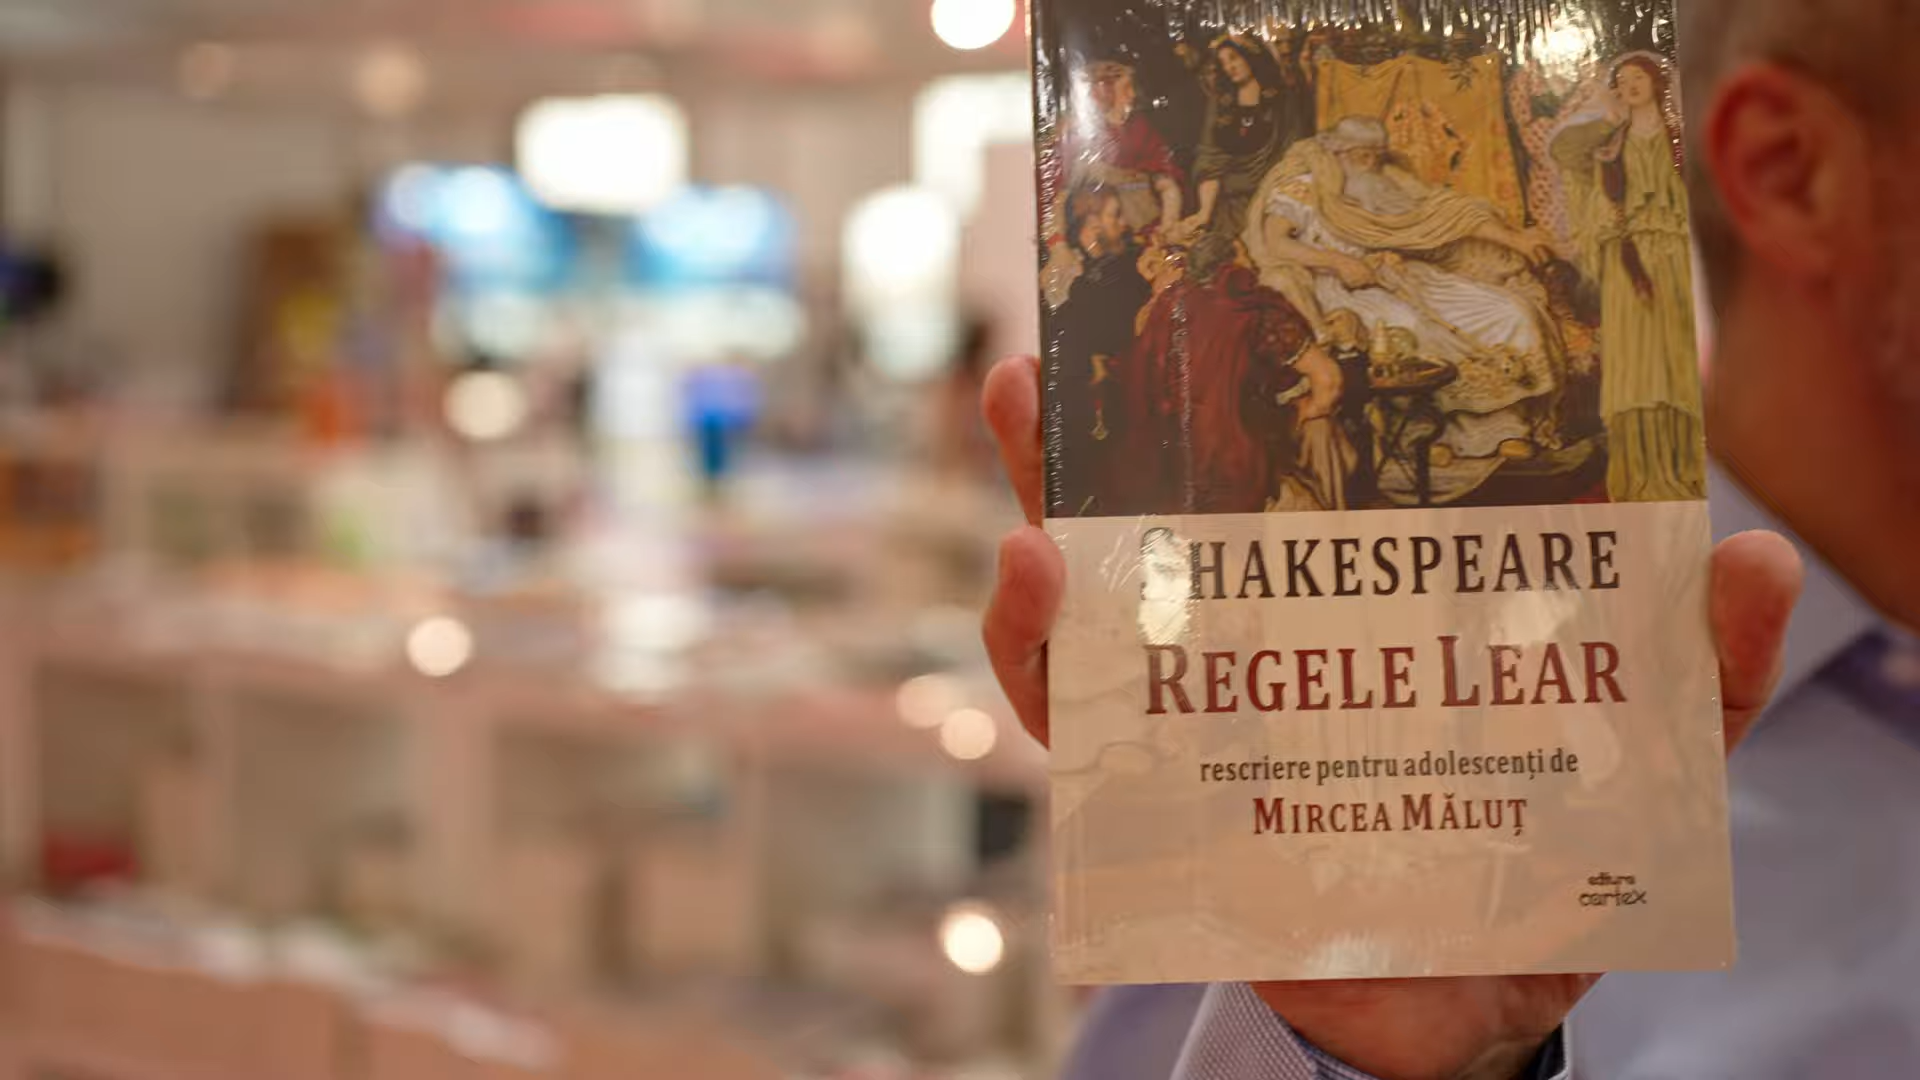 SHAKESPEARE
REGELE LEAR
rescriere pentru adolescenți de
MIRCEA MĂLUȚ
editura
cartex